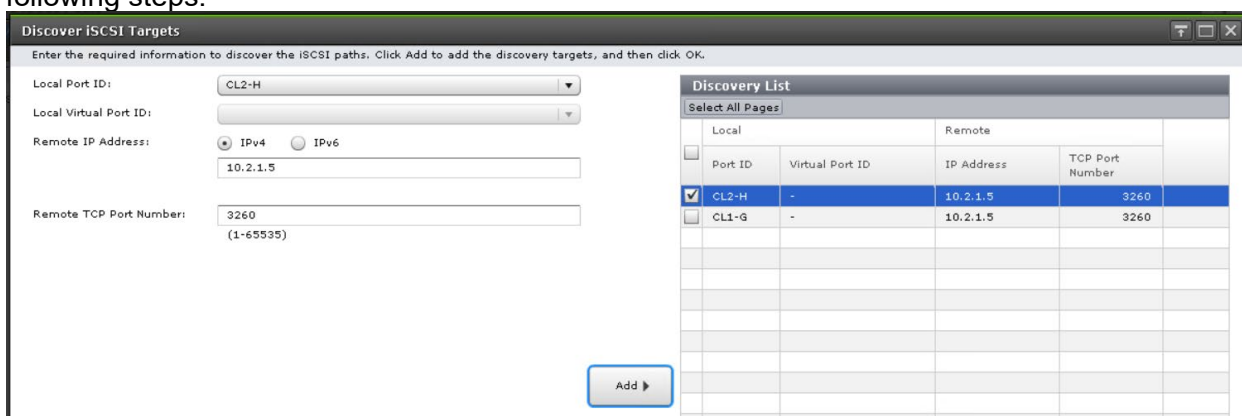 following steps.
Discover iSCSI Targets
Enter the required information to discover the iSCSI paths. Click Add to add the discovery targets, and then click OK.
Local Port ID:
CL2-H
Local Virtual Port ID:
Remote IP Address:
IPv4
IPv6
10.2.1.5
Remote TCP Port Number:
3260
(1-65535)
Add
Discovery List
Select All Pages
Local Remote
Port ID Virtual Port ID IP Address TCP Port Number
CL2-H - 10.2.1.5 3260
CL1-G - 10.2.1.5 3260